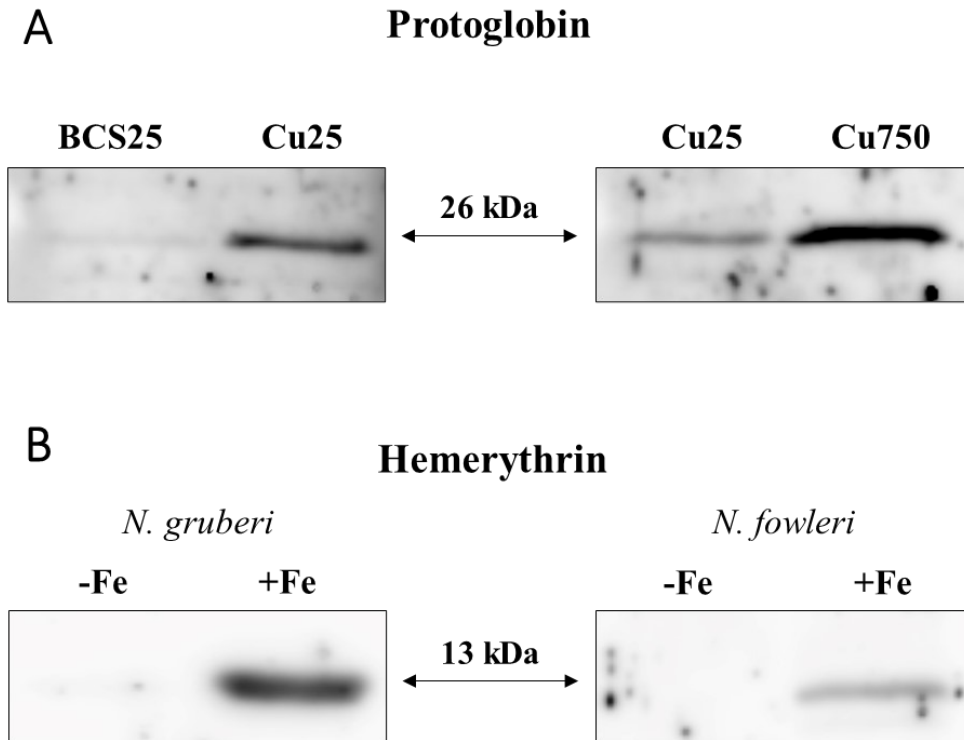 A
Protoglobin
BCS25 Cu25 Cu25 Cu750
26 kDa
B
Hemerythrin
N. gruberi N. fowleri
-Fe +Fe -Fe +Fe
13 kDa